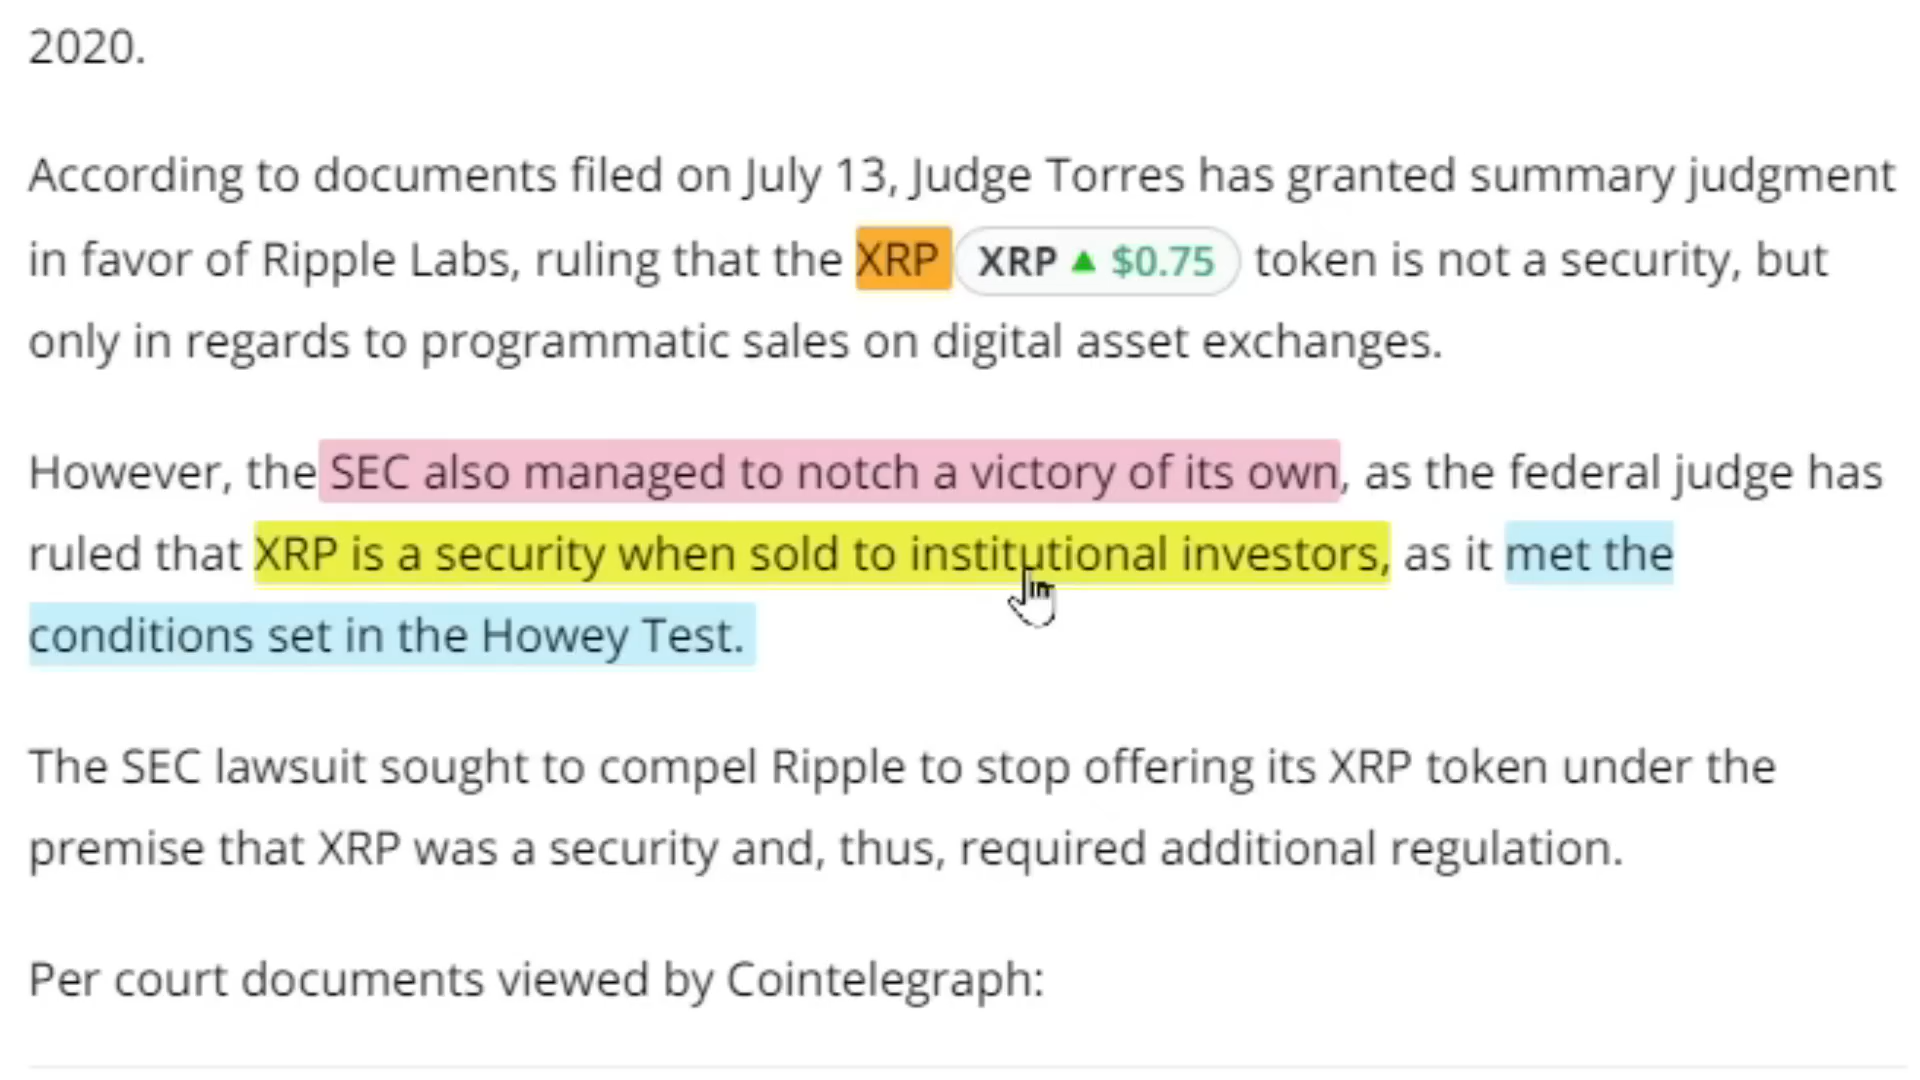 2020.
According to documents filed on July 13, Judge Torres has granted summary judgment
in favor of Ripple Labs, ruling that the XRP XRP ▲ $0.75 token is not a security, but
only in regards to programmatic sales on digital asset exchanges.
However, the SEC also managed to notch a victory of its own, as the federal judge has
ruled that XRP is a security when sold to institutional investors, as it met the
conditions set in the Howey Test.
The SEC lawsuit sought to compel Ripple to stop offering its XRP token under the
premise that XRP was a security and, thus, required additional regulation.
Per court documents viewed by Cointelegraph: